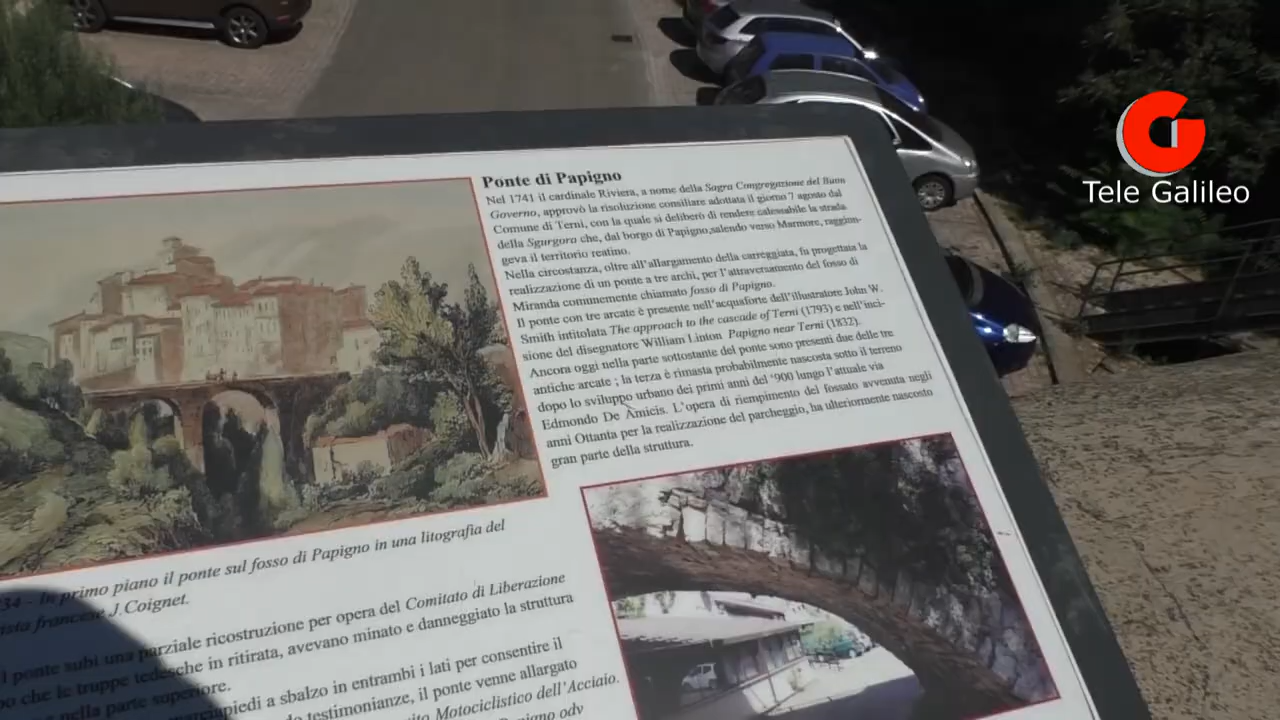 Tele Galileo
Ponte di Papigno
Nel 1741 il cardinale Riviera, a nome della Sagra Congregazione del Buon
Governo, approvò la risoluzione consiliare adottata il giorno 7 agosto dal
Comune di Terni, con la quale si deliberò di rendere calessabile la strada
della Sgurgora che, dal borgo di Papigno,salendo verso Marmore, raggiun-
geva il territorio reatino.
Nella circostanza, oltre all'allargamento della carreggiata, fu progettata la
realizzazione di un ponte a tre archi, per l'attraversamento del fosso di
Miranda comunemente chiamato fosso di Papigno.
Il ponte con tre arcate è presente nell'acquaforte dell'illustratore John W.
Smith intitolata The approach to the cascade of Terni (1793) e nell'inci-
sione del disegnatore William Linton Papigno near Terni (1832).
Ancora oggi nella parte sottostante del ponte sono presenti due delle tre
antiche arcate ; la terza è rimasta probabilmente nascosta sotto il terreno
dopo lo sviluppo urbano dei primi anni del '900 lungo l'attuale via
Edmondo De Amicis. L'opera di riempimento del fossato avvenuta negli
anni Ottanta per la realizzazione del parcheggio, ha ulteriormente nascosto
gran parte della struttura.
34 - In primo piano il ponte sul fosso di Papigno in una litografia del
ista francese J.Coignet.
l ponte subì una parziale ricostruzione per opera del Comitato di Liberazione
po che le truppe tedesche in ritirata, avevano minato e danneggiato la struttura
nella parte superiore.
marciapiedi a sbalzo in entrambi i lati per consentire il
testimonianze, il ponte venne allargato
Motociclistico dell'Acciaio.
Papigno odv